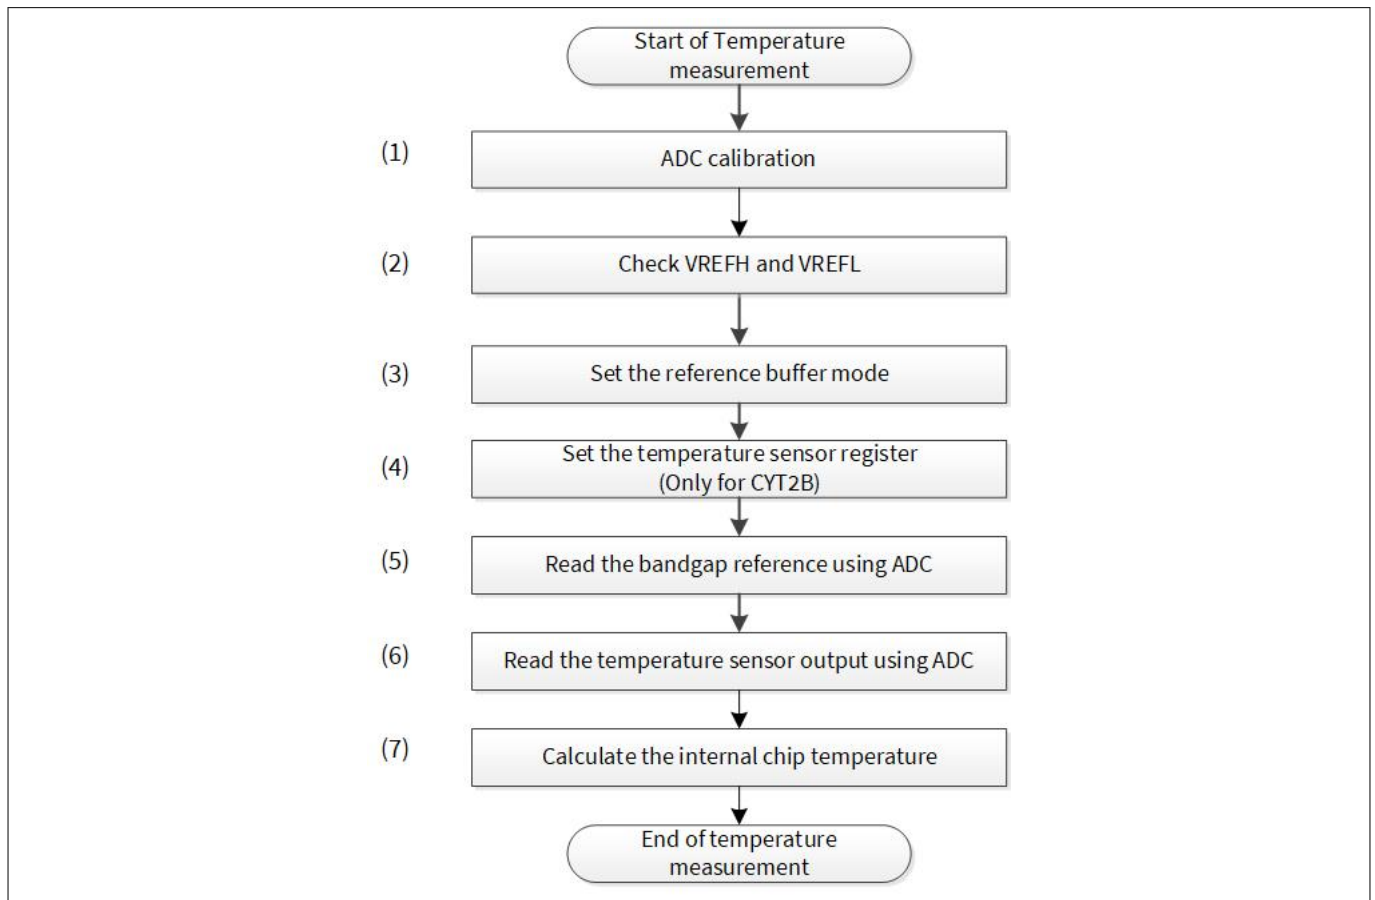 Start of Temperature
measurement
(1)
ADC calibration
(2)
Check VREFH and VREFL
(3)
Set the reference buffer mode
(4)
Set the temperature sensor register
(Only for CYT2B)
(5)
Read the bandgap reference using ADC
(6)
Read the temperature sensor output using ADC
(7)
Calculate the internal chip temperature
End of temperature
measurement